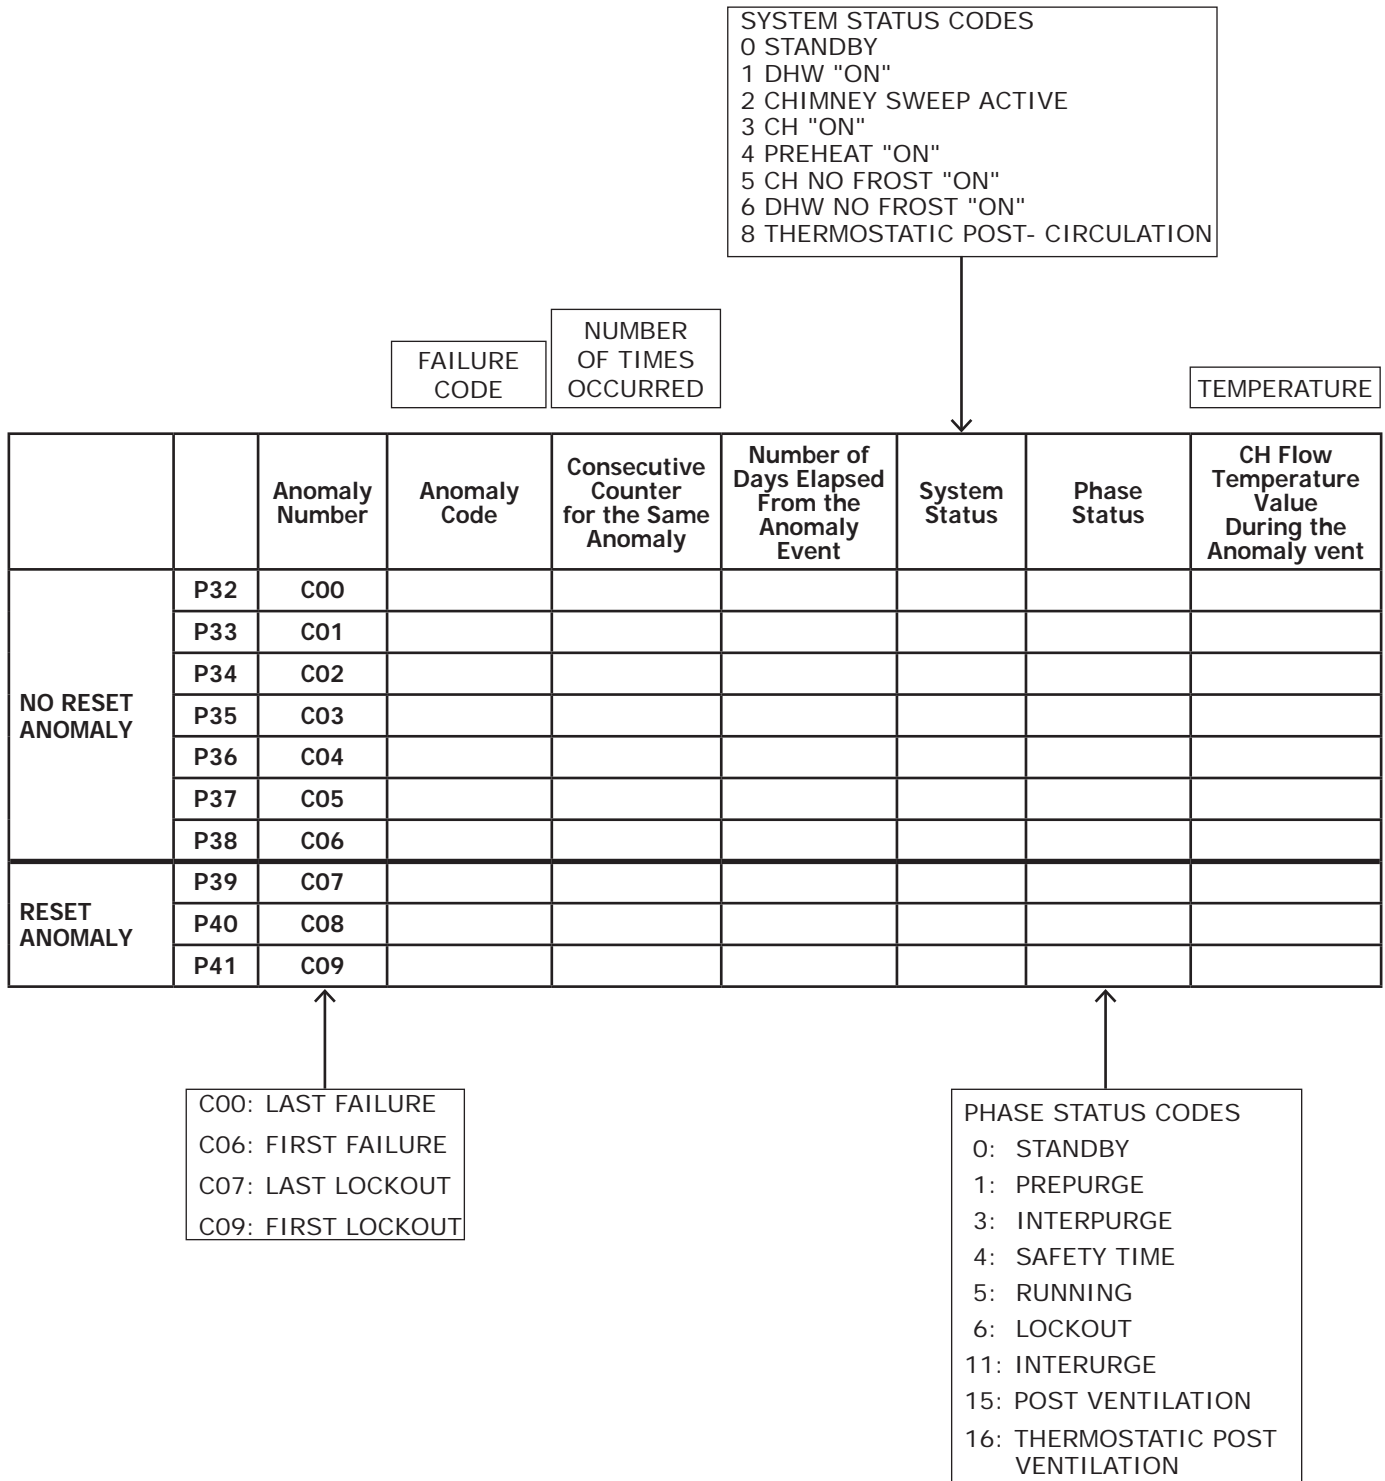 SYSTEM STATUS CODES
0 STANDBY
1 DHW "ON"
2 CHIMNEY SWEEP ACTIVE
3 CH "ON"
4 PREHEAT "ON"
5 CH NO FROST "ON"
6 DHW NO FROST "ON"
8 THERMOSTATIC POST- CIRCULATION
FAILURE
CODE
NUMBER
OF TIMES
OCCURRED
TEMPERATURE
Anomaly
Number
Anomaly
Code
Consecutive
Counter
for the Same
Anomaly
Number of
Days Elapsed
From the
Anomaly
Event
System
Status
Phase
Status
CH Flow
Temperature
Value
During the
Anomaly vent
NO RESET
ANOMALY
P32 C00
P33 C01
P34 C02
P35 C03
P36 C04
P37 C05
P38 C06
RESET
ANOMALY
P39 C07
P40 C08
P41 C09
C00: LAST FAILURE
C06: FIRST FAILURE
C07: LAST LOCKOUT
C09: FIRST LOCKOUT
PHASE STATUS CODES
0: STANDBY
1: PREPURGE
3: INTERPURGE
4: SAFETY TIME
5: RUNNING
6: LOCKOUT
11: INTERURGE
15: POST VENTILATION
16: THERMOSTATIC POST
VENTILATION